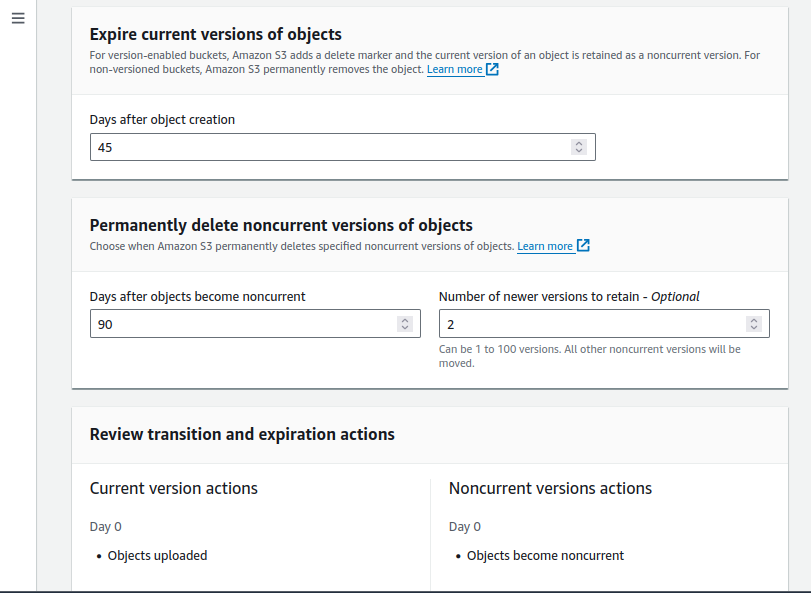 Expire current versions of objects
For version-enabled buckets, Amazon S3 adds a delete marker and the current version of an object is retained as a noncurrent version. For
non-versioned buckets, Amazon S3 permanently removes the object. Learn more
Days after object creation
45
Permanently delete noncurrent versions of objects
Choose when Amazon S3 permanently deletes specified noncurrent versions of objects. Learn more
Days after objects become noncurrent
90
Number of newer versions to retain - Optional
2
Can be 1 to 100 versions. All other noncurrent versions will be
moved.
Review transition and expiration actions
Current version actions
Day 0
• Objects uploaded
Noncurrent versions actions
Day 0
• Objects become noncurrent